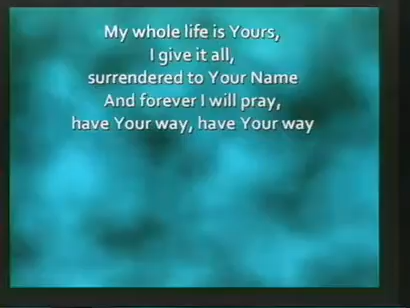 My whole life is Yours,
I give it all,
surrendered to Your Name
And forever I will pray,
have Your way, have Your way